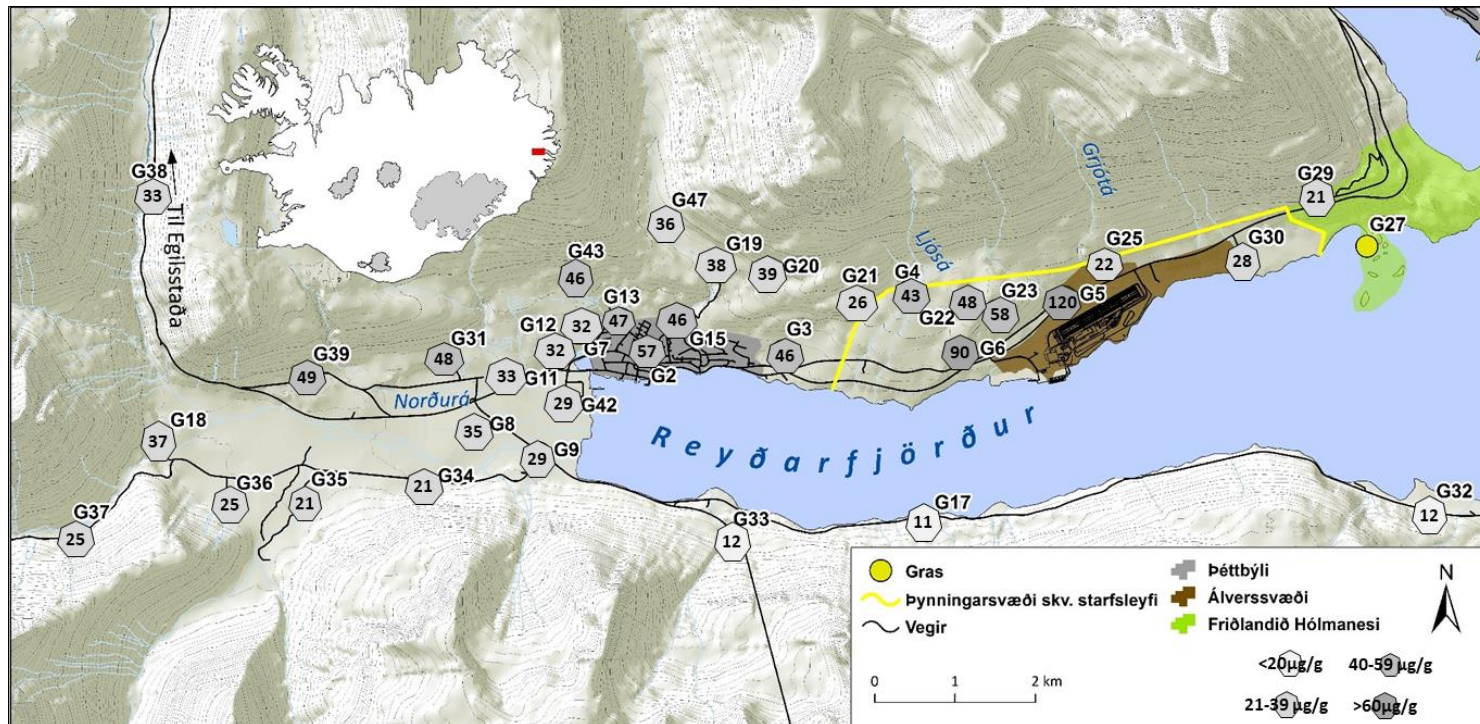 G38
33
Til Egilsstaða
G47
36
G43
46
G19
38
39
G20
G13
47
G12
32
46
G15
32
G7
57
G2
G31
48
G39
49
33
G11
Norðurá
29
G42
G8
35
G9
29
G18
37
G36
25
G35
21
G34
21
G37
25
G3
46
G21
26
Ljósá
G4
43
G22
48
G23
58
Grjótá
G25
22
120
G5
90
G6
G29
21
G27
G30
28
Reyðarfjörður
G33
12
G17
11
G32
12
Gras
Þynningarsvæði skv. starfsleyfi
Vegir
Þéttbýli
Álverssvæði
Friðlandið Hólmanesi
N
0 1 2 km
<20µg/g
40-59 µg/g
21-39 µg/g
>60µg/g